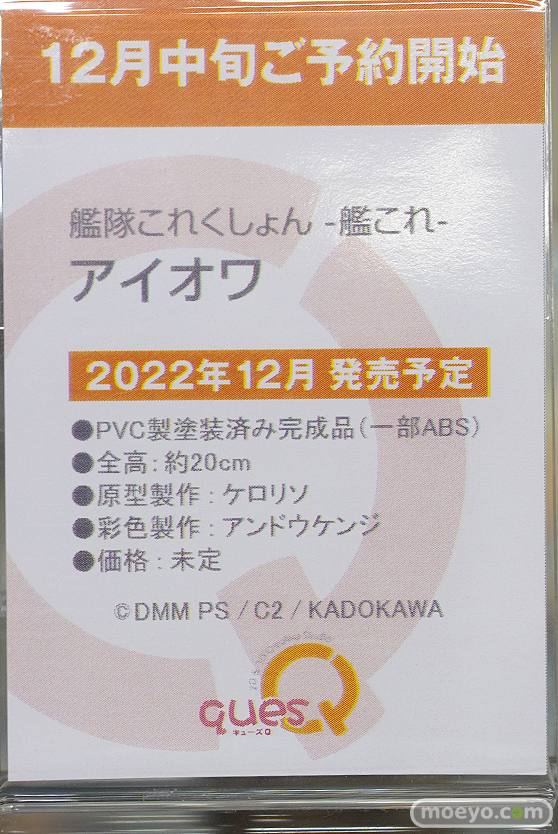 12月中旬ご予約開始
艦隊これくしょん -艦これ-
アイオワ
2022年12月 発売予定
●PVC製塗装済み完成品(一部ABS)
●全高：約20cm
●原型製作：ケロリソ
●彩色製作：アンドウケンジ
●価格：未定
©DMM PS / C2 / KADOKAWA
quesQ
キューズQ
moeyo.com